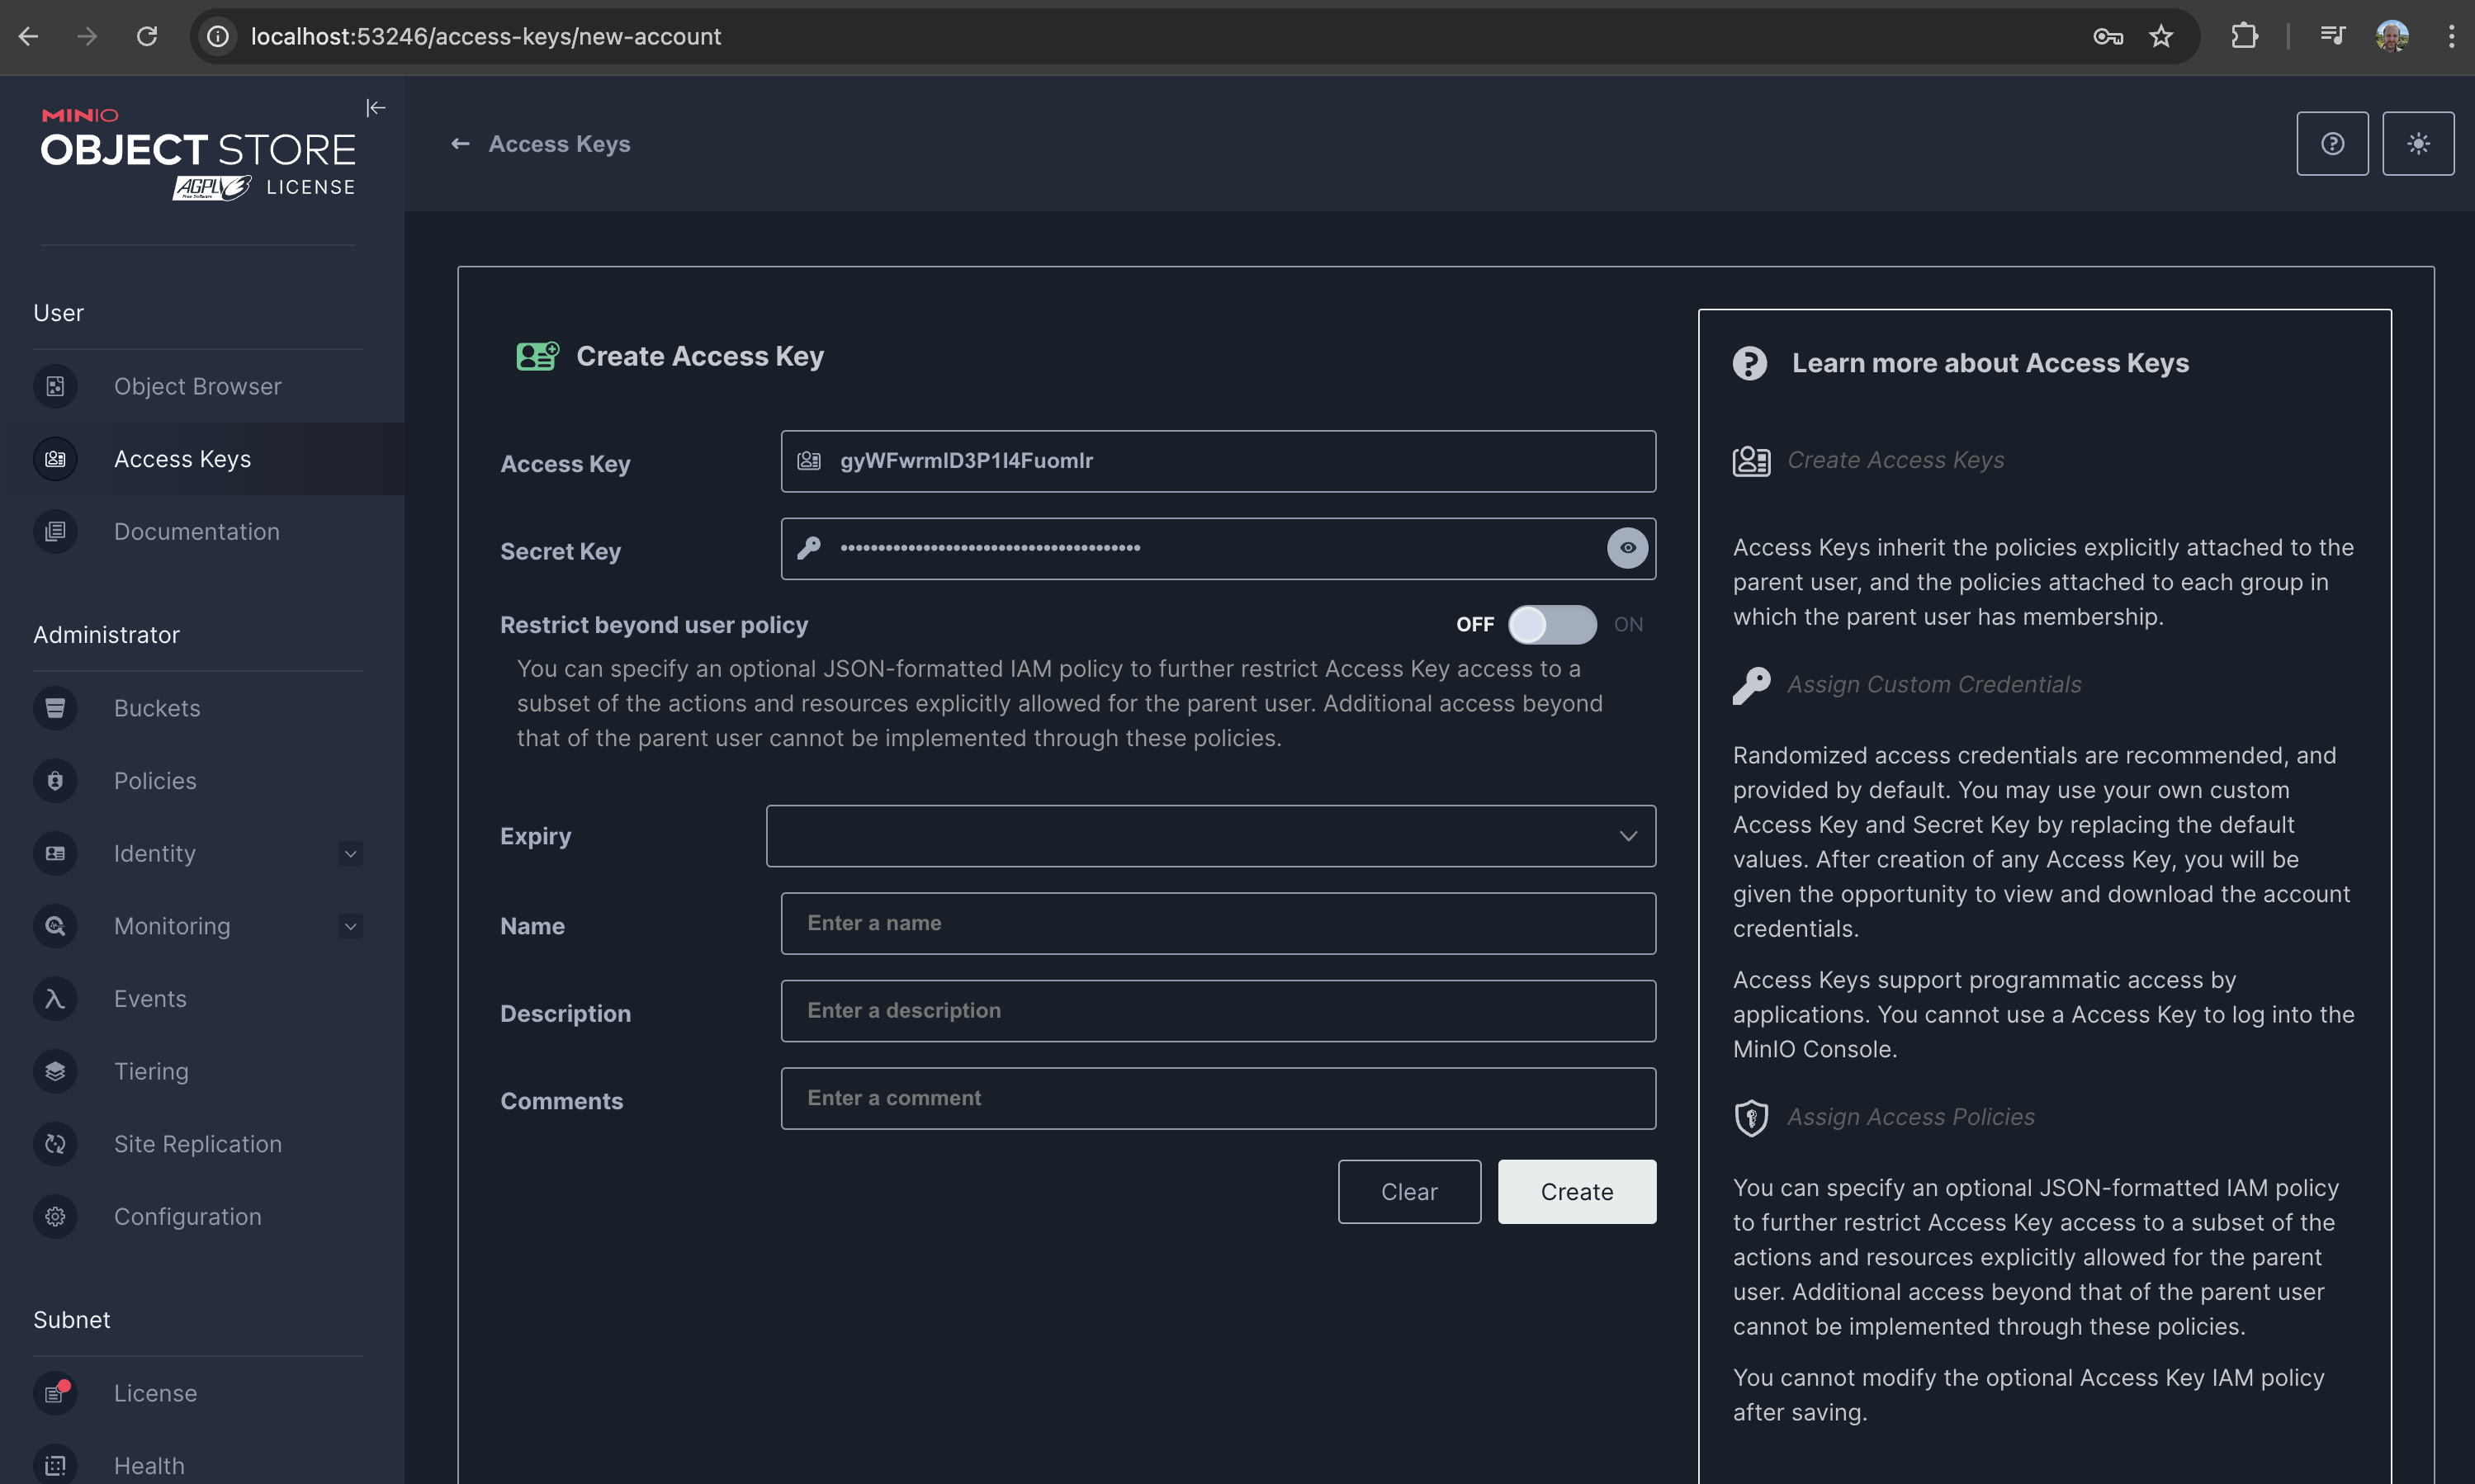 localhost:53246/access-keys/new-account
MINIO
OBJECT STORE
AGPL v3 Free Software LICENSE
User
Object Browser
Access Keys
Documentation
Administrator
Buckets
Policies
Identity
Monitoring
Events
Tiering
Site Replication
Configuration
Subnet
License
Health
Access Keys
Create Access Key
Access Key
gyWFwrmID3P1I4FuomIr
Secret Key
••••••••••••••••••••••••••••••••••••••••
Restrict beyond user policy
OFF ON
You can specify an optional JSON-formatted IAM policy to further restrict Access Key access to a
subset of the actions and resources explicitly allowed for the parent user. Additional access beyond
that of the parent user cannot be implemented through these policies.
Expiry
Name
Enter a name
Description
Enter a description
Comments
Enter a comment
Clear
Create
Learn more about Access Keys
Create Access Keys
Access Keys inherit the policies explicitly attached to the
parent user, and the policies attached to each group in
which the parent user has membership.
Assign Custom Credentials
Randomized access credentials are recommended, and
provided by default. You may use your own custom
Access Key and Secret Key by replacing the default
values. After creation of any Access Key, you will be
given the opportunity to view and download the account
credentials.
Access Keys support programmatic access by
applications. You cannot use a Access Key to log into the
MinIO Console.
Assign Access Policies
You can specify an optional JSON-formatted IAM policy
to further restrict Access Key access to a subset of the
actions and resources explicitly allowed for the parent
user. Additional access beyond that of the parent user
cannot be implemented through these policies.
You cannot modify the optional Access Key IAM policy
after saving.